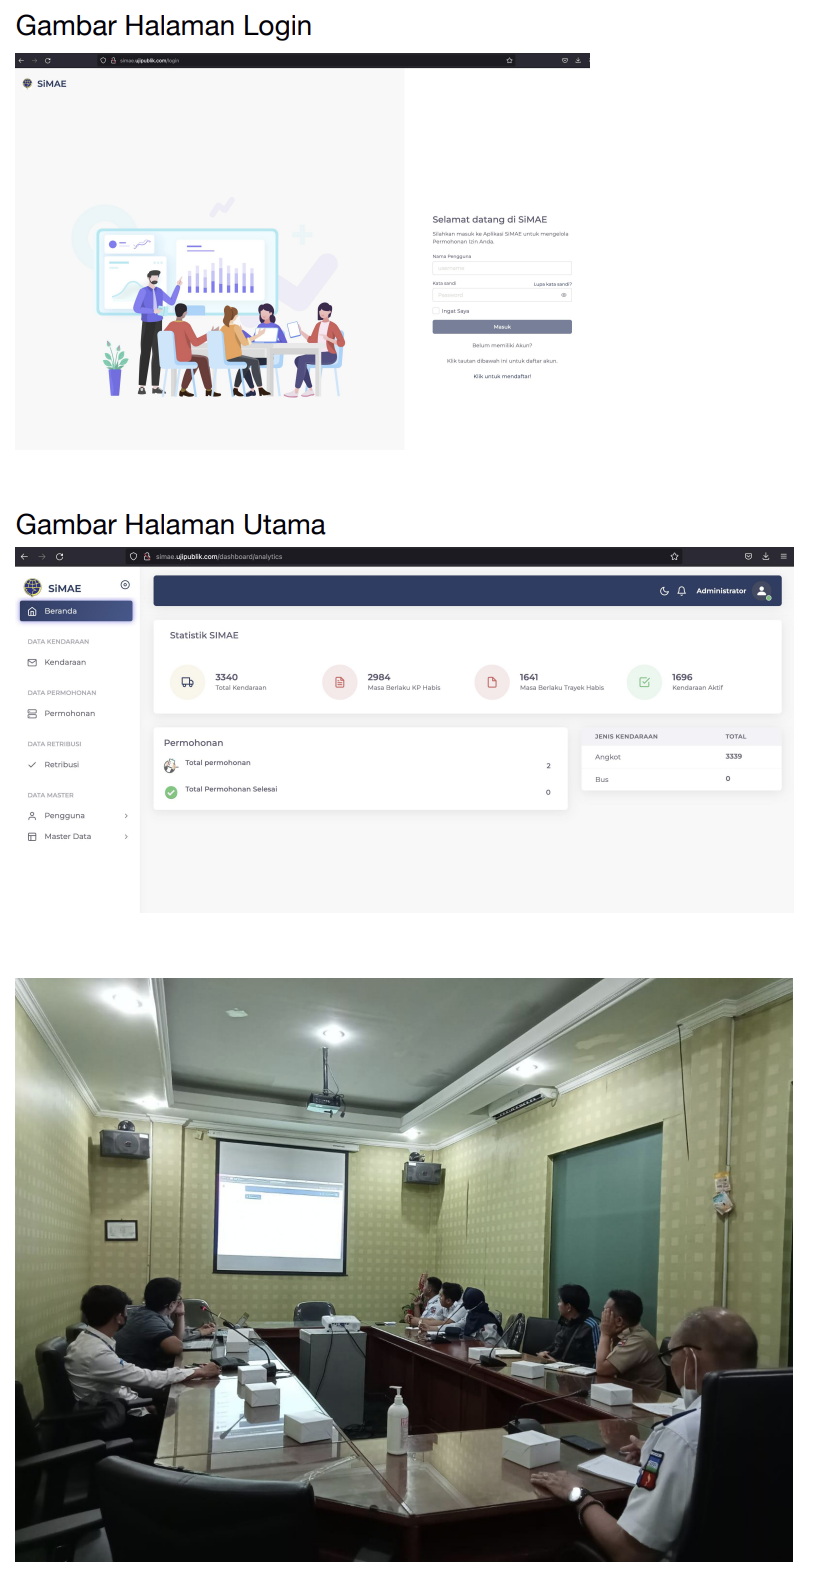 Gambar Halaman Login
simae.ujipublik.com/login
SiMAE
Selamat datang di SiMAE
Silahkan masuk ke Aplikasi SiMAE untuk mengelola
Permohonan Izin Anda.
Nama Pengguna
username
Kata sandi
Lupa kata sandi?
Password
Ingat Saya
Masuk
Belum memiliki Akun?
Klik tautan dibawah ini untuk daftar akun.
Klik untuk mendaftar!
Gambar Halaman Utama
simae.ujipublik.com/dashboard/analytics
SiMAE
Administrator
Beranda
DATA KENDARAAN
Kendaraan
DATA PERMOHONAN
Permohonan
DATA RETRIBUSI
Retribusi
DATA MASTER
Pengguna
Master Data
Statistik SIMAE
3340
Total Kendaraan
2984
Masa Berlaku KP Habis
1641
Masa Berlaku Trayek Habis
1696
Kendaraan Aktif
Permohonan
Total permohonan 2
Total Permohonan Selesai 0
JENIS KENDARAAN TOTAL
Angkot 3339
Bus 0